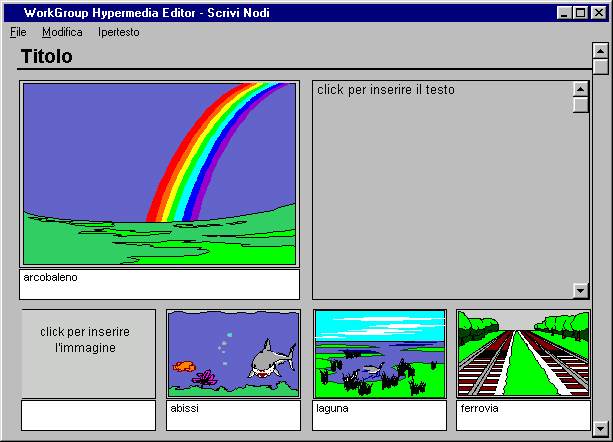 WorkGroup Hypermedia Editor - Scrivi Nodi
File Modifica Ipertesto
Titolo
click per inserire il testo
arcobaleno
click per inserire
l'immagine
abissi
laguna
ferrovia